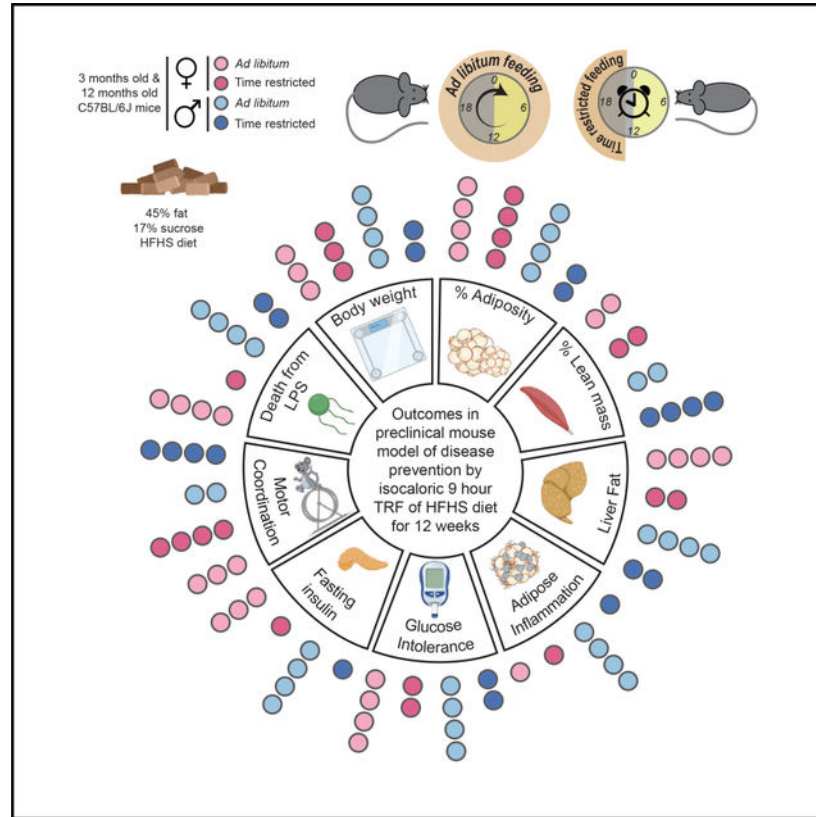 3 months old &
12 months old
C57BL/6J mice
♀
Ad libitum
Time restricted
♂
Ad libitum
Time restricted
Ad libitum feeding
0
6
12
18
Time restricted feeding
0
6
12
18
45% fat
17% sucrose
HFHS diet
Body weight
% Adiposity
% Lean mass
Liver Fat
Adipose
Inflammation
Glucose
Intolerance
Fasting
insulin
Motor
Coordination
Death from
LPS
Outcomes in
preclinical mouse
model of disease
prevention by
isocaloric 9 hour
TRF of HFHS diet
for 12 weeks